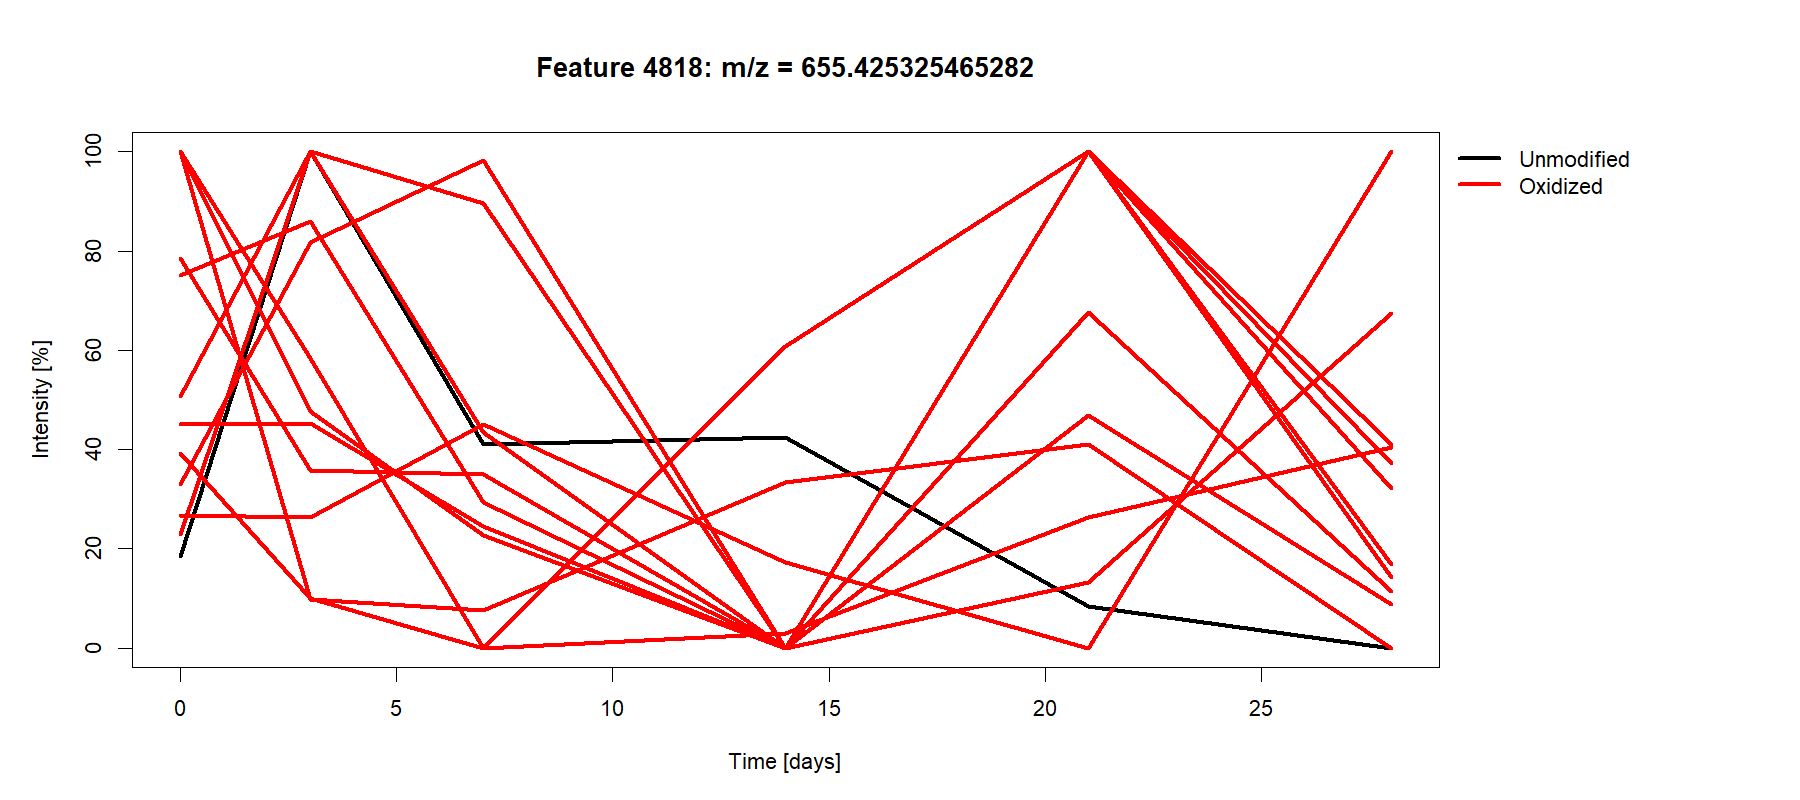 Feature 4818: m/z = 655.425325465282
Unmodified
Oxidized
Intensity [%]
100
80
60
40
20
0
0 5 10 15 20 25
Time [days]